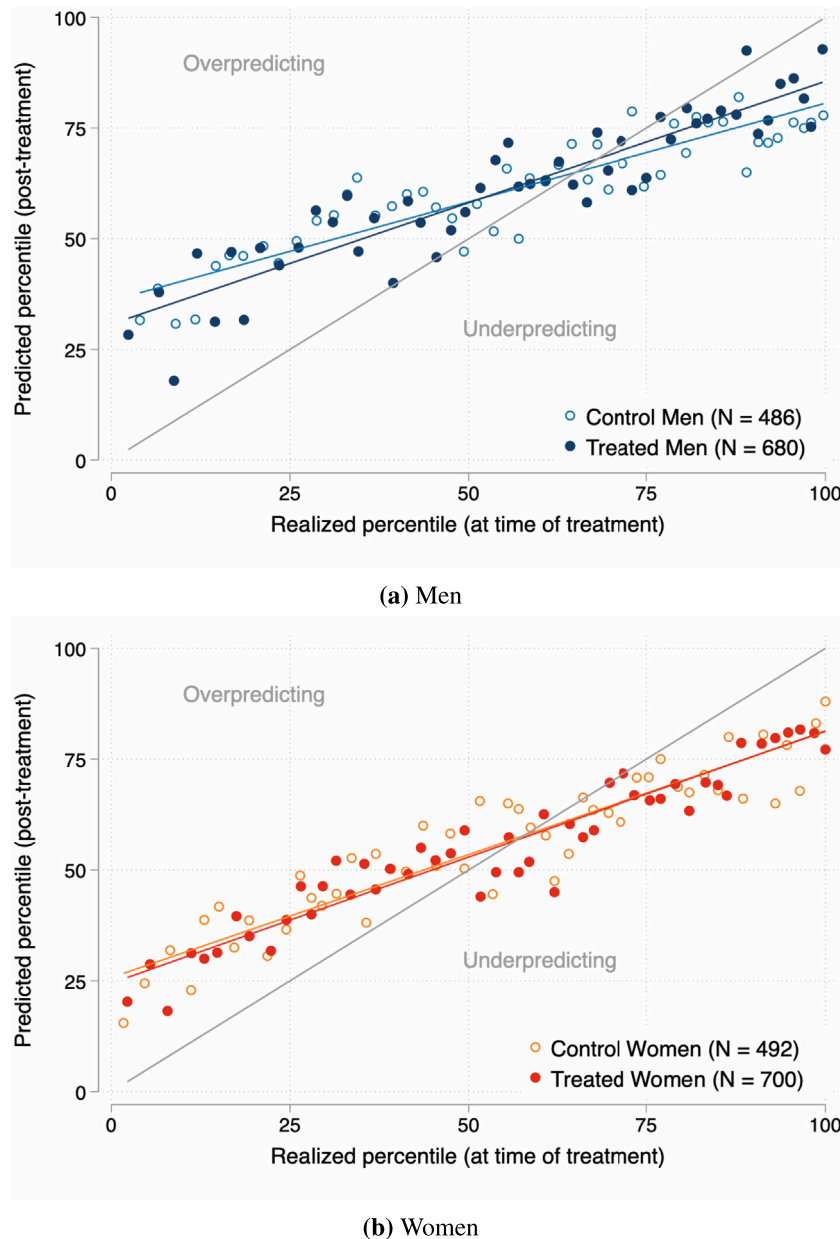 100
Overpredicting
75
Predicted percentile (post-treatment)
50
Underpredicting
25
Control Men (N = 486)
Treated Men (N = 680)
0
0 25 50 75 100
Realized percentile (at time of treatment)
(a) Men
100
Overpredicting
75
Predicted percentile (post-treatment)
50
Underpredicting
25
Control Women (N = 492)
Treated Women (N = 700)
0
0 25 50 75 100
Realized percentile (at time of treatment)
(b) Women